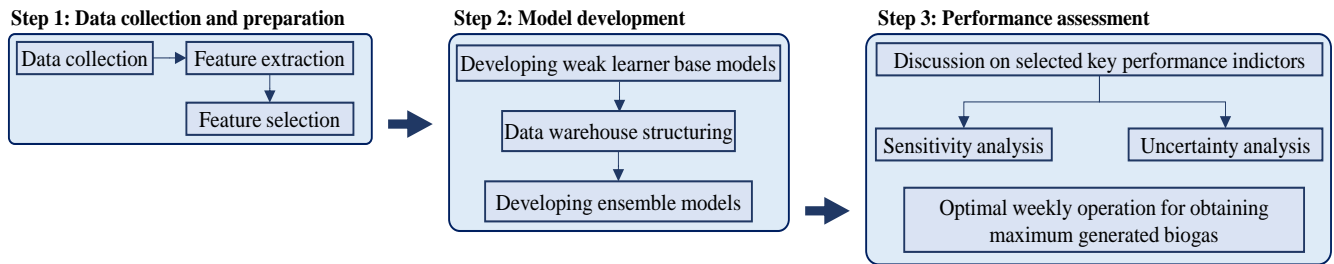 Step 1: Data collection and preparation
Data collection
Feature extraction
Feature selection
Step 2: Model development
Developing weak learner base models
Data warehouse structuring
Developing ensemble models
Step 3: Performance assessment
Discussion on selected key performance indictors
Sensitivity analysis
Uncertainty analysis
Optimal weekly operation for obtaining
maximum generated biogas